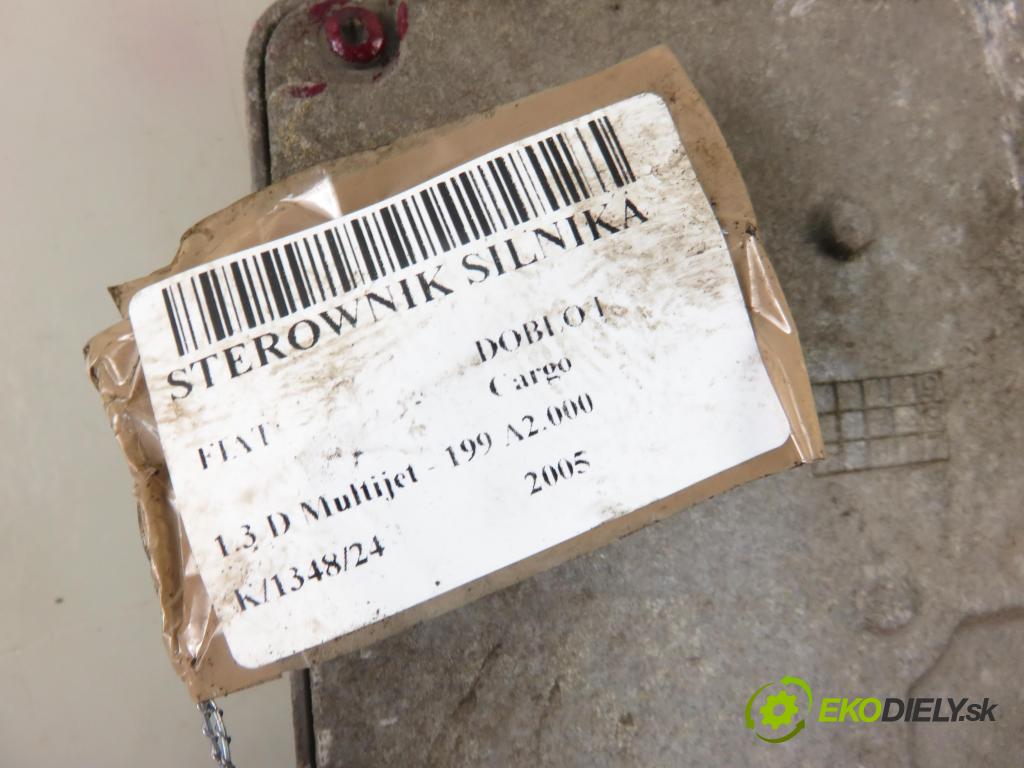 STEROWNIK SILNIKA
FIAT
DOBLO I
Cargo
1.3 D Multijet - 199 A2.000
2005
K/1348/24
EKODIELY.sk